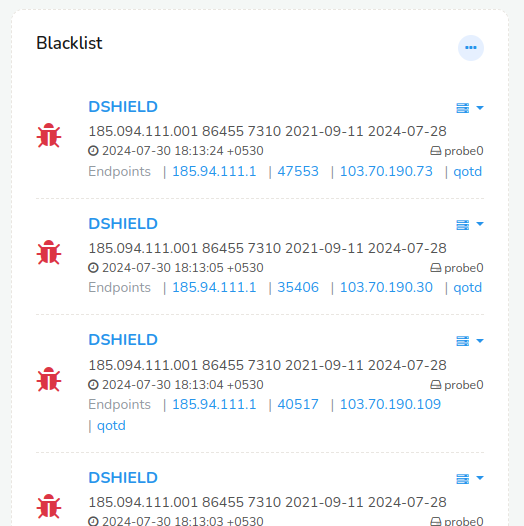 Blacklist
DSHIELD
185.094.111.001 86455 7310 2021-09-11 2024-07-28
2024-07-30 18:13:24 +0530 probe0
Endpoints | 185.94.111.1 | 47553 | 103.70.190.73 | qotd
DSHIELD
185.094.111.001 86455 7310 2021-09-11 2024-07-28
2024-07-30 18:13:05 +0530 probe0
Endpoints | 185.94.111.1 | 35406 | 103.70.190.30 | qotd
DSHIELD
185.094.111.001 86455 7310 2021-09-11 2024-07-28
2024-07-30 18:13:04 +0530 probe0
Endpoints | 185.94.111.1 | 40517 | 103.70.190.109
| qotd
DSHIELD
185.094.111.001 86455 7310 2021-09-11 2024-07-28
2024-07-30 18:13:03 +0530 probe0